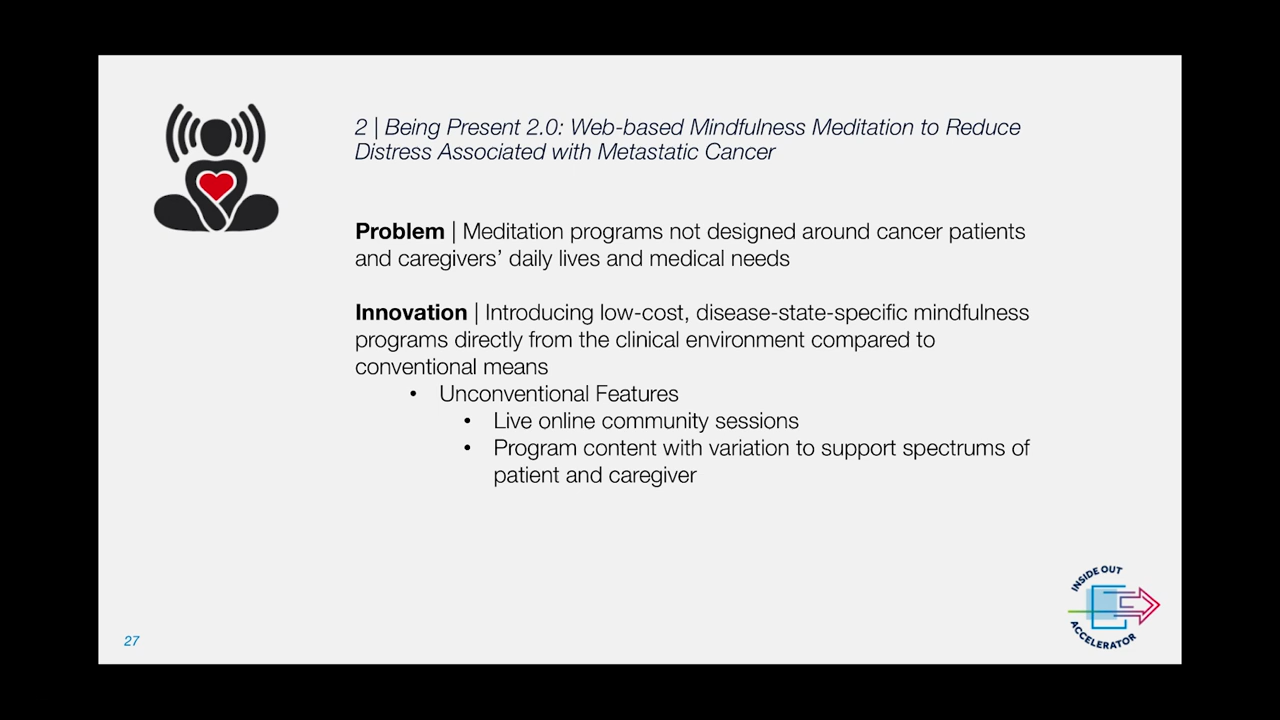 2 | Being Present 2.0: Web-based Mindfulness Meditation to Reduce
Distress Associated with Metastatic Cancer
Problem | Meditation programs not designed around cancer patients
and caregivers’ daily lives and medical needs
Innovation | Introducing low-cost, disease-state-specific mindfulness
programs directly from the clinical environment compared to
conventional means
• Unconventional Features
• Live online community sessions
• Program content with variation to support spectrums of
patient and caregiver
INSIDE OUT
ACCELERATOR
27